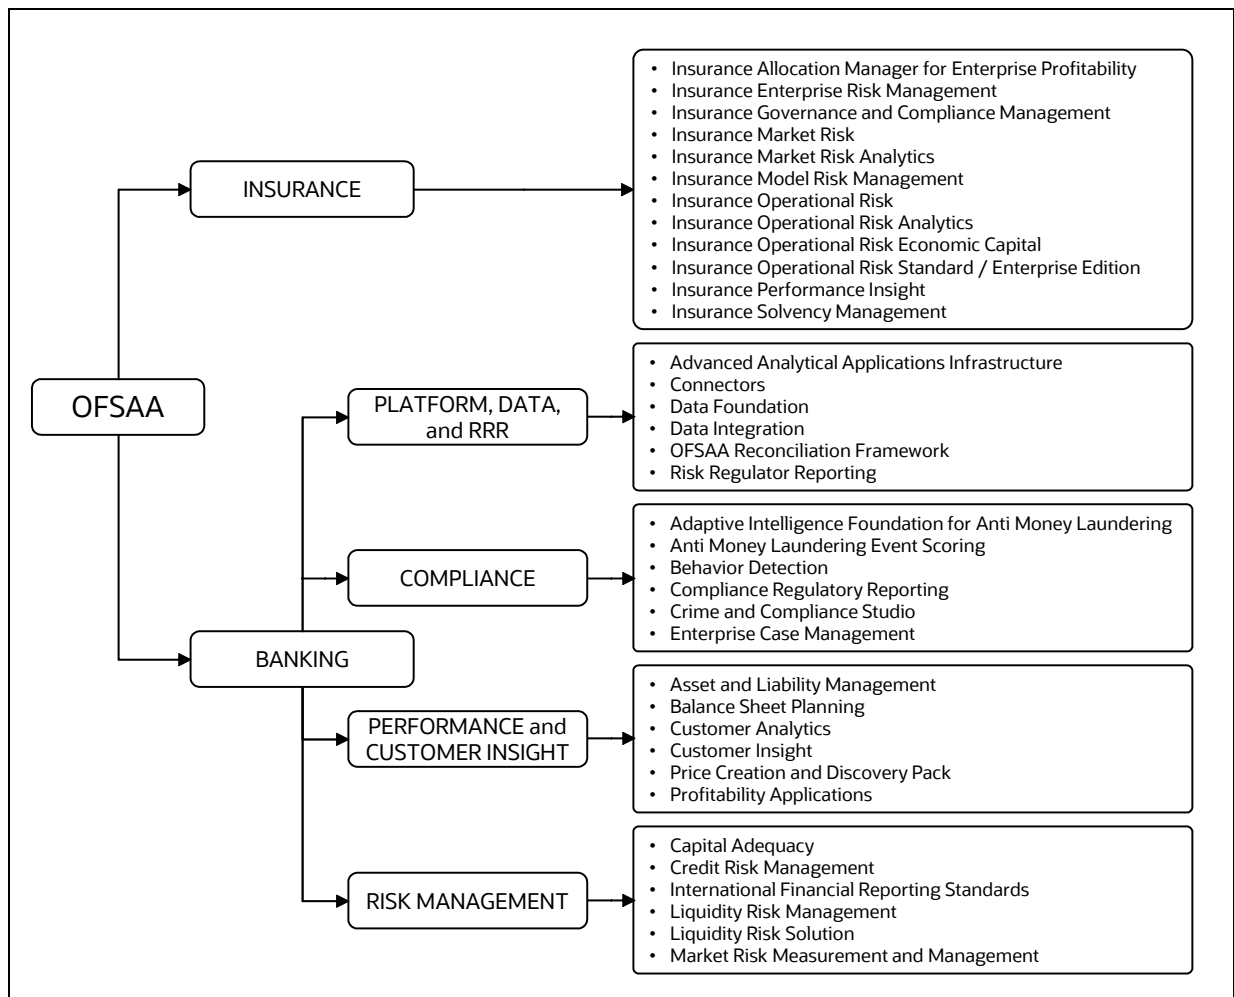 OFSAA
INSURANCE
• Insurance Allocation Manager for Enterprise Profitability
• Insurance Enterprise Risk Management
• Insurance Governance and Compliance Management
• Insurance Market Risk
• Insurance Market Risk Analytics
• Insurance Model Risk Management
• Insurance Operational Risk
• Insurance Operational Risk Analytics
• Insurance Operational Risk Economic Capital
• Insurance Operational Risk Standard / Enterprise Edition
• Insurance Performance Insight
• Insurance Solvency Management
BANKING
PLATFORM, DATA,
and RRR
• Advanced Analytical Applications Infrastructure
• Connectors
• Data Foundation
• Data Integration
• OFSAA Reconciliation Framework
• Risk Regulator Reporting
COMPLIANCE
• Adaptive Intelligence Foundation for Anti Money Laundering
• Anti Money Laundering Event Scoring
• Behavior Detection
• Compliance Regulatory Reporting
• Crime and Compliance Studio
• Enterprise Case Management
PERFORMANCE and
CUSTOMER INSIGHT
• Asset and Liability Management
• Balance Sheet Planning
• Customer Analytics
• Customer Insight
• Price Creation and Discovery Pack
• Profitability Applications
RISK MANAGEMENT
• Capital Adequacy
• Credit Risk Management
• International Financial Reporting Standards
• Liquidity Risk Management
• Liquidity Risk Solution
• Market Risk Measurement and Management